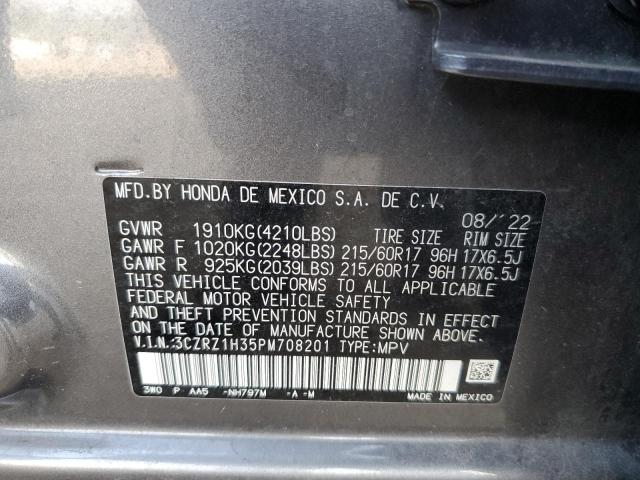 MFD.BY HONDA DE MEXICO S.A. DE C.V. 08/'22
GVWR 1910KG(4210LBS) TIRE SIZE RIM SIZE
GAWR F 1020KG(2248LBS) 215/60R17 96H 17X6.5J
GAWR R 925KG(2039LBS) 215/60R17 96H 17X6.5J
THIS VEHICLE CONFORMS TO ALL APPLICABLE
FEDERAL MOTOR VEHICLE SAFETY
AND THEFT PREVENTION STANDARDS IN EFFECT
ON THE DATE OF MANUFACTURE SHOWN ABOVE.
V.I.N.:3CZRZ1H35PM708201 TYPE:MPV
3W0 P AA5 -NH797M -A -M MADE IN MEXICO